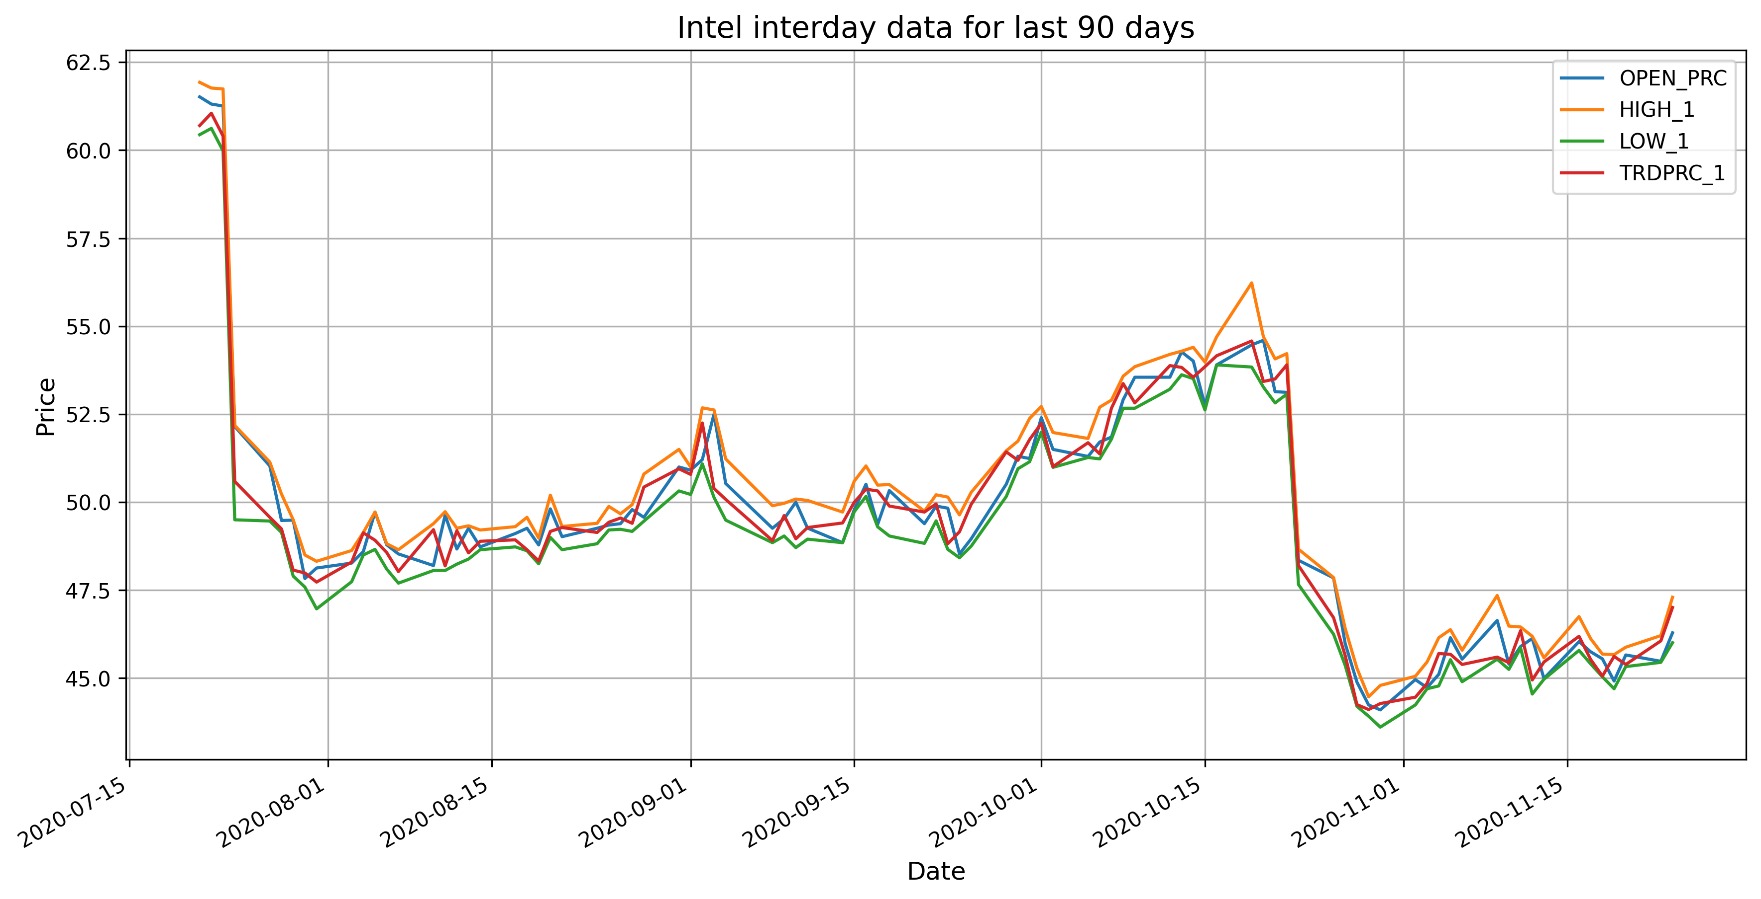 Intel interday data for last 90 days
62.5
60.0
57.5
55.0
52.5
50.0
47.5
45.0
Price
OPEN_PRC
HIGH_1
LOW_1
TRDPRC_1
2020-07-15
2020-08-01
2020-08-15
2020-09-01
2020-09-15
2020-10-01
2020-10-15
2020-11-01
2020-11-15
Date